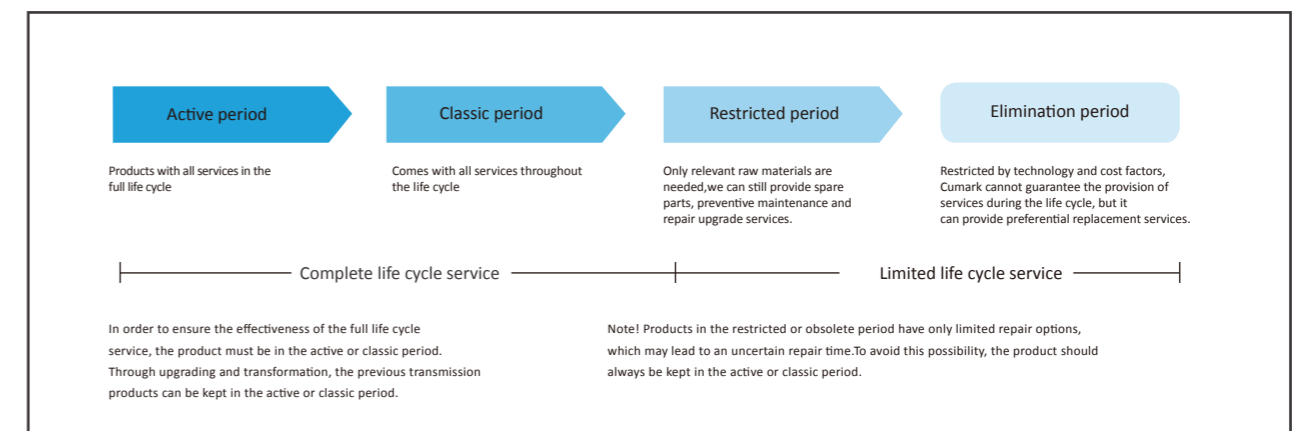 Active period
Classic period
Restricted period
Elimination period
Products with all services in the
full life cycle
Comes with all services throughout
the life cycle
Only relevant raw materials are
needed,we can still provide spare
parts, preventive maintenance and
repair upgrade services.
Restricted by technology and cost factors,
Cumark cannot guarantee the provision of
services during the life cycle, but it
can provide preferential replacement services.
Complete life cycle service
Limited life cycle service
In order to ensure the effectiveness of the full life cycle
service, the product must be in the active or classic period.
Through upgrading and transformation, the previous transmission
products can be kept in the active or classic period.
Note! Products in the restricted or obsolete period have only limited repair options,
which may lead to an uncertain repair time.To avoid this possibility, the product should
always be kept in the active or classic period.